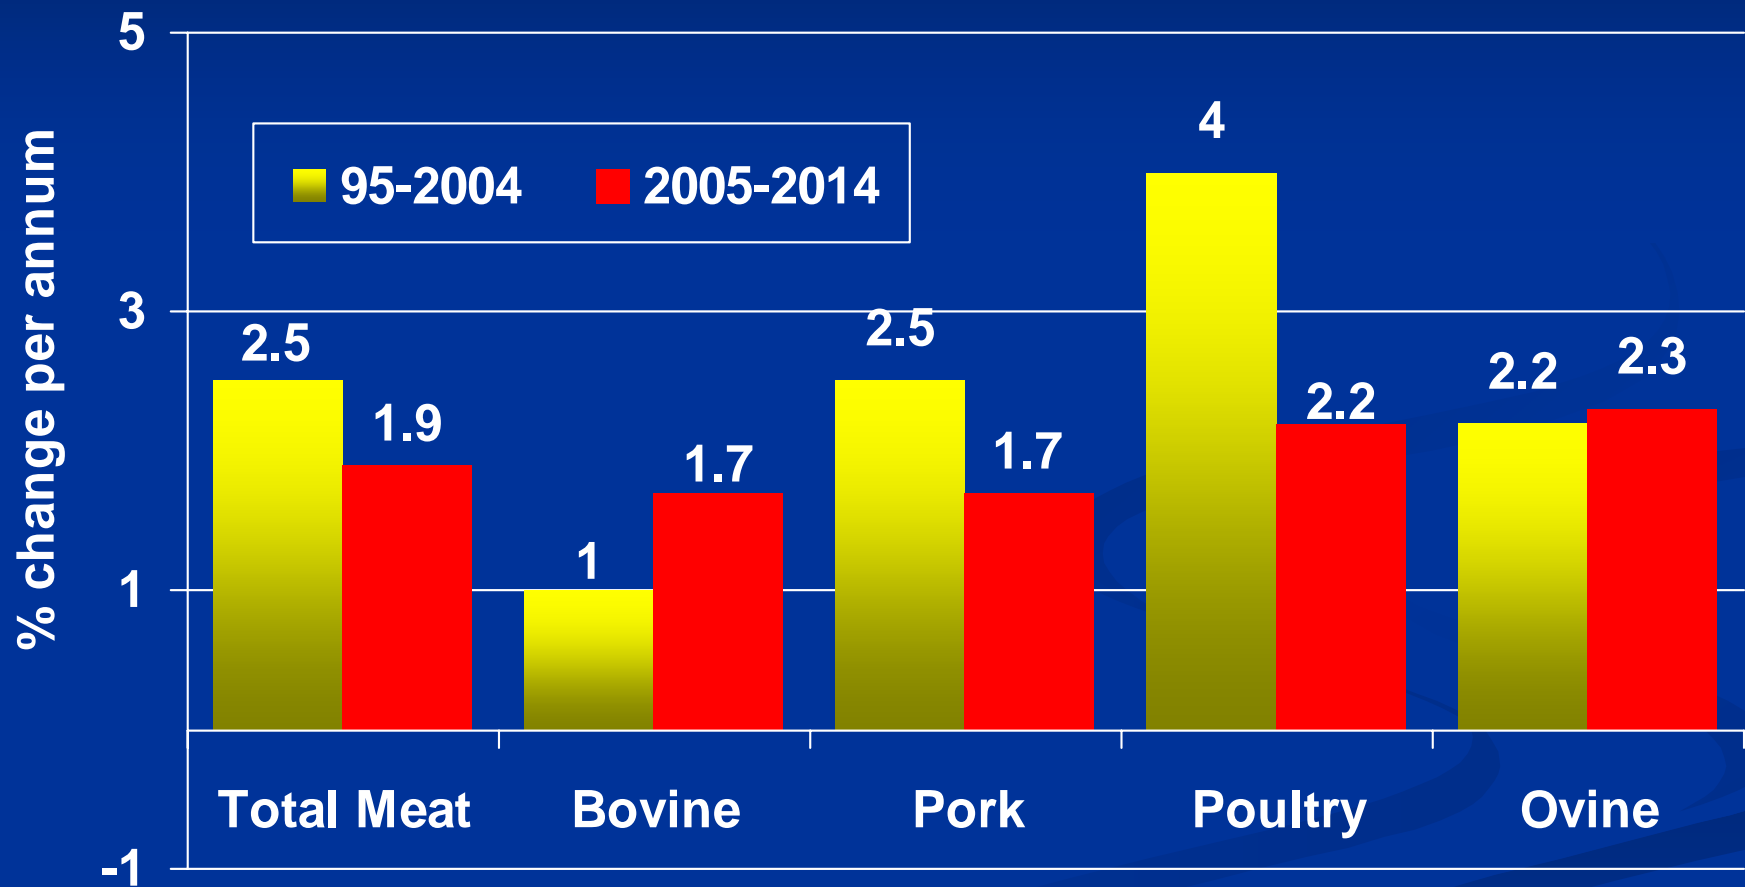 % change per annum
5
3
1
-1
95-2004 2005-2014
2.5 1.9 1 1.7 2.5 1.7 4 2.2 2.2 2.3
Total Meat Bovine Pork Poultry Ovine